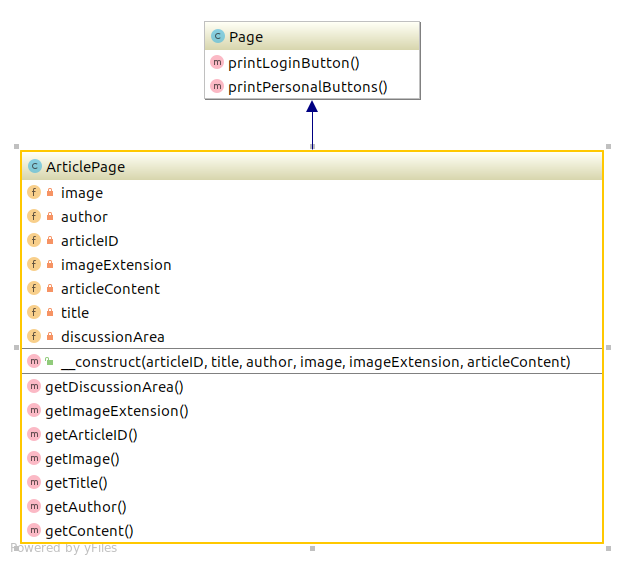 C Page
m printLoginButton()
m printPersonalButtons()
C ArticlePage
f image
f author
f articleID
f imageExtension
f articleContent
f title
f discussionArea
m __construct(articleID, title, author, image, imageExtension, articleContent)
m getDiscussionArea()
m getImageExtension()
m getArticleID()
m getImage()
m getTitle()
m getAuthor()
m getContent()
Powered by yFiles